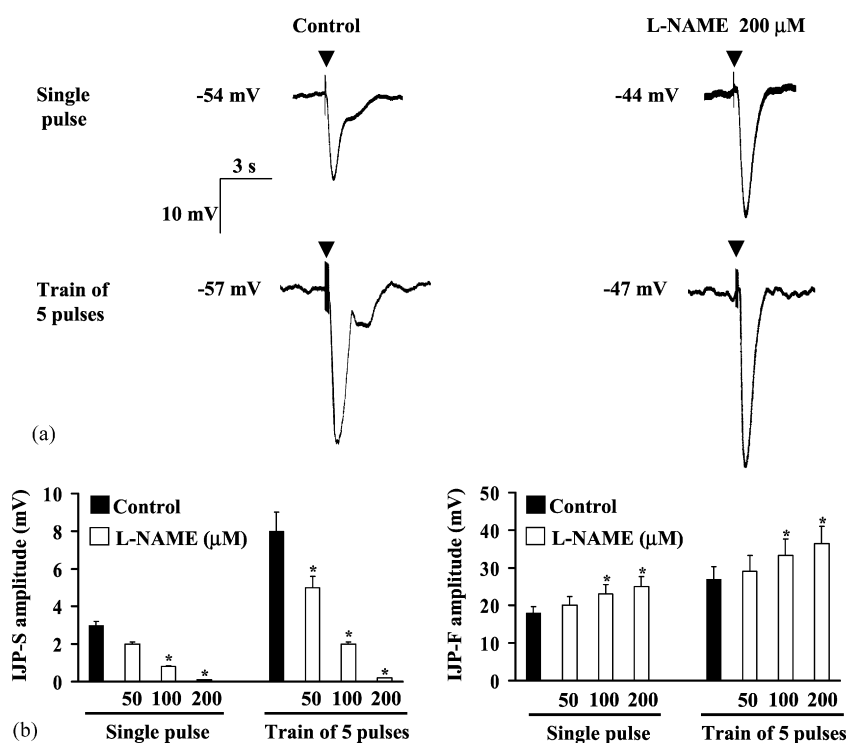 (a)
Control
L-NAME 200 μM
Single
pulse
-54 mV
-44 mV
3 s
10 mV
Train of
5 pulses
-57 mV
-47 mV
(b)
IJP-S amplitude (mV)
10
8
6
4
2
0
Control
L-NAME (μM)
*
*
*
*
*
50 100 200
50 100 200
Single pulse
Train of 5 pulses
IJP-F amplitude (mV)
50
40
30
20
10
0
Control
L-NAME (μM)
*
*
*
*
50 100 200
50 100 200
Single pulse
Train of 5 pulses